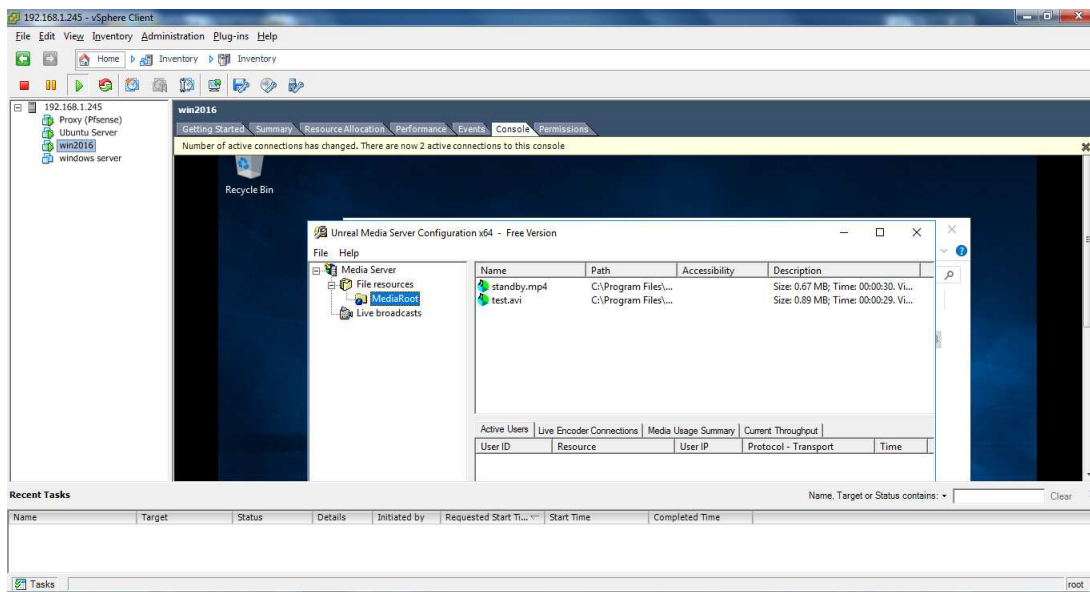 192.168.1.245 - vSphere Client
File Edit View Inventory Administration Plug-ins Help
Home Inventory Inventory
192.168.1.245
Proxy (Pfsense)
Ubuntu Server
win2016
windows server
win2016
Getting Started Summary Resource Allocation Performance Events Console Permissions
Number of active connections has changed. There are now 2 active connections to this console
Recycle Bin
Unreal Media Server Configuration x64 - Free Version
File Help
Media Server
File resources
MediaRoot
Live broadcasts
Name Path Accessibility Description
standby.mp4 C:\Program Files\... Size: 0.67 MB; Time: 00:00:30. Vi...
test.avi C:\Program Files\... Size: 0.89 MB; Time: 00:00:29. Vi...
Active Users Live Encoder Connections Media Usage Summary Current Throughput
User ID Resource User IP Protocol - Transport Time
Recent Tasks
Name, Target or Status contains: Clear
Name Target Status Details Initiated by Requested Start Ti... Start Time Completed Time
Tasks
root